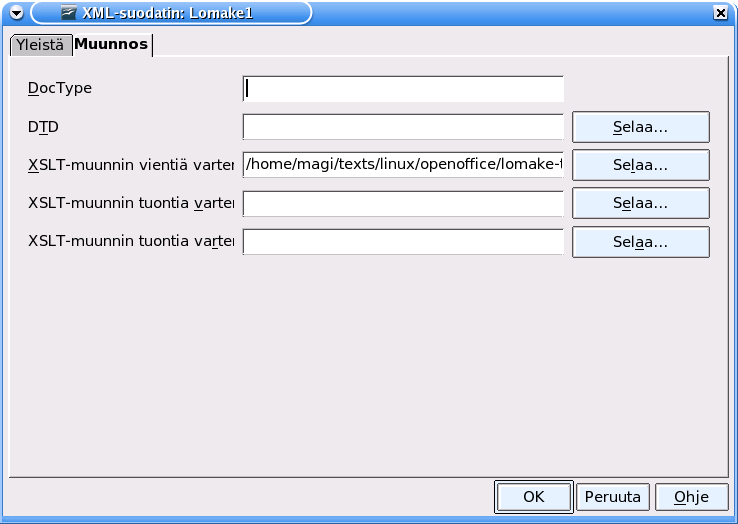 XML-suodatin: Lomake1
Yleistä Muunnos
DocType
DTD Selaa...
XSLT-muunnin vientiä varten /home/magi/texts/linux/openoffice/lomake- Selaa...
XSLT-muunnin tuontia varten Selaa...
XSLT-muunnin tuontia varten Selaa...
OK Peruuta Ohje